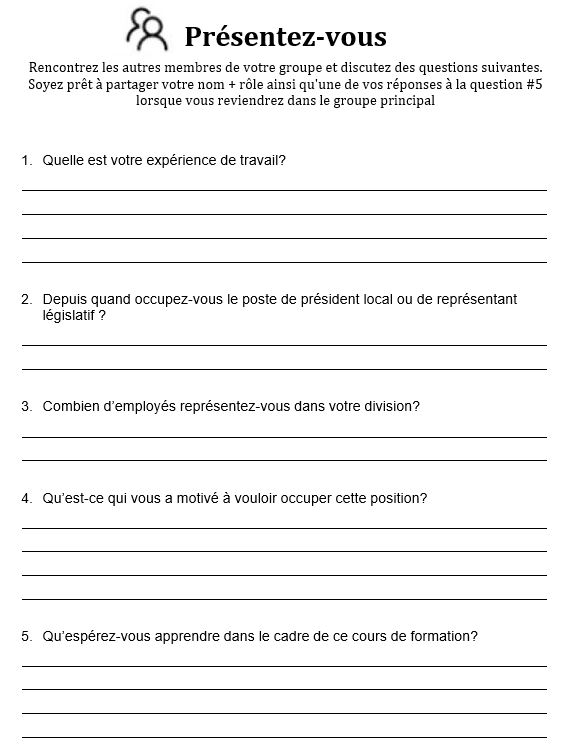 Présentez-vous
Rencontrez les autres membres de votre groupe et discutez des questions suivantes.
Soyez prêt à partager votre nom + rôle ainsi qu'une de vos réponses à la question #5
lorsque vous reviendrez dans le groupe principal
1. Quelle est votre expérience de travail?
2. Depuis quand occupez-vous le poste de président local ou de représentant
législatif ?
3. Combien d’employés représentez-vous dans votre division?
4. Qu’est-ce qui vous a motivé à vouloir occuper cette position?
5. Qu’espérez-vous apprendre dans le cadre de ce cours de formation?